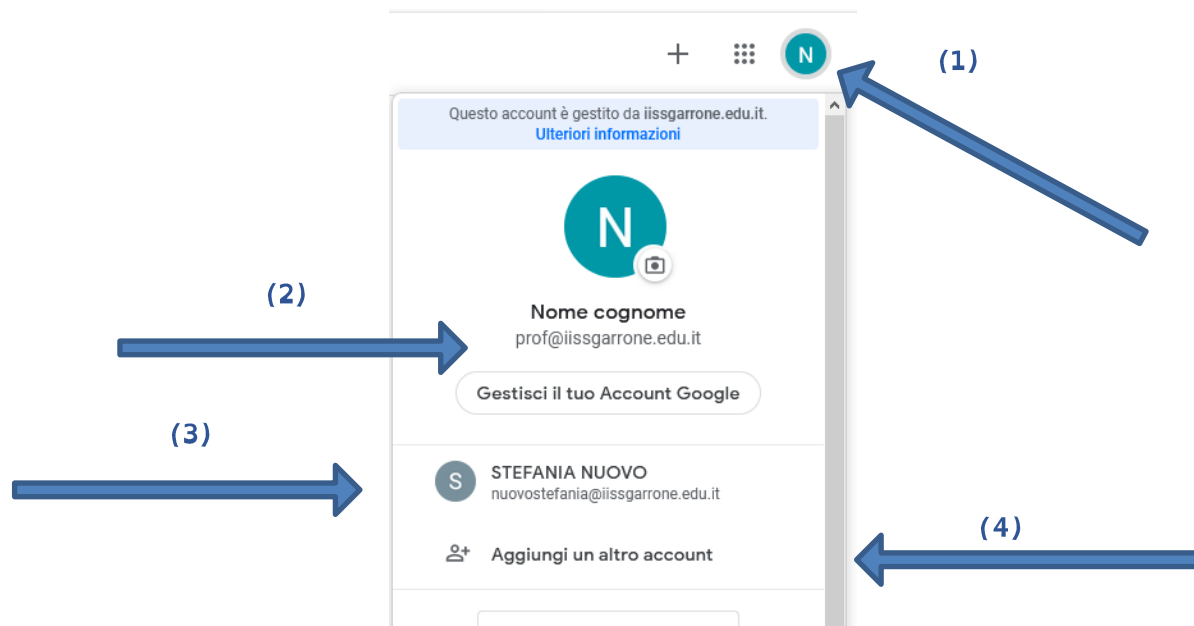 N
(1)
Questo account è gestito da iissgarrone.edu.it.
Ulteriori informazioni
N
(2)
Nome cognome
prof@iissgarrone.edu.it
Gestisci il tuo Account Google
(3)
S
STEFANIA NUOVO
nuovostefania@iissgarrone.edu.it
(4)
Aggiungi un altro account